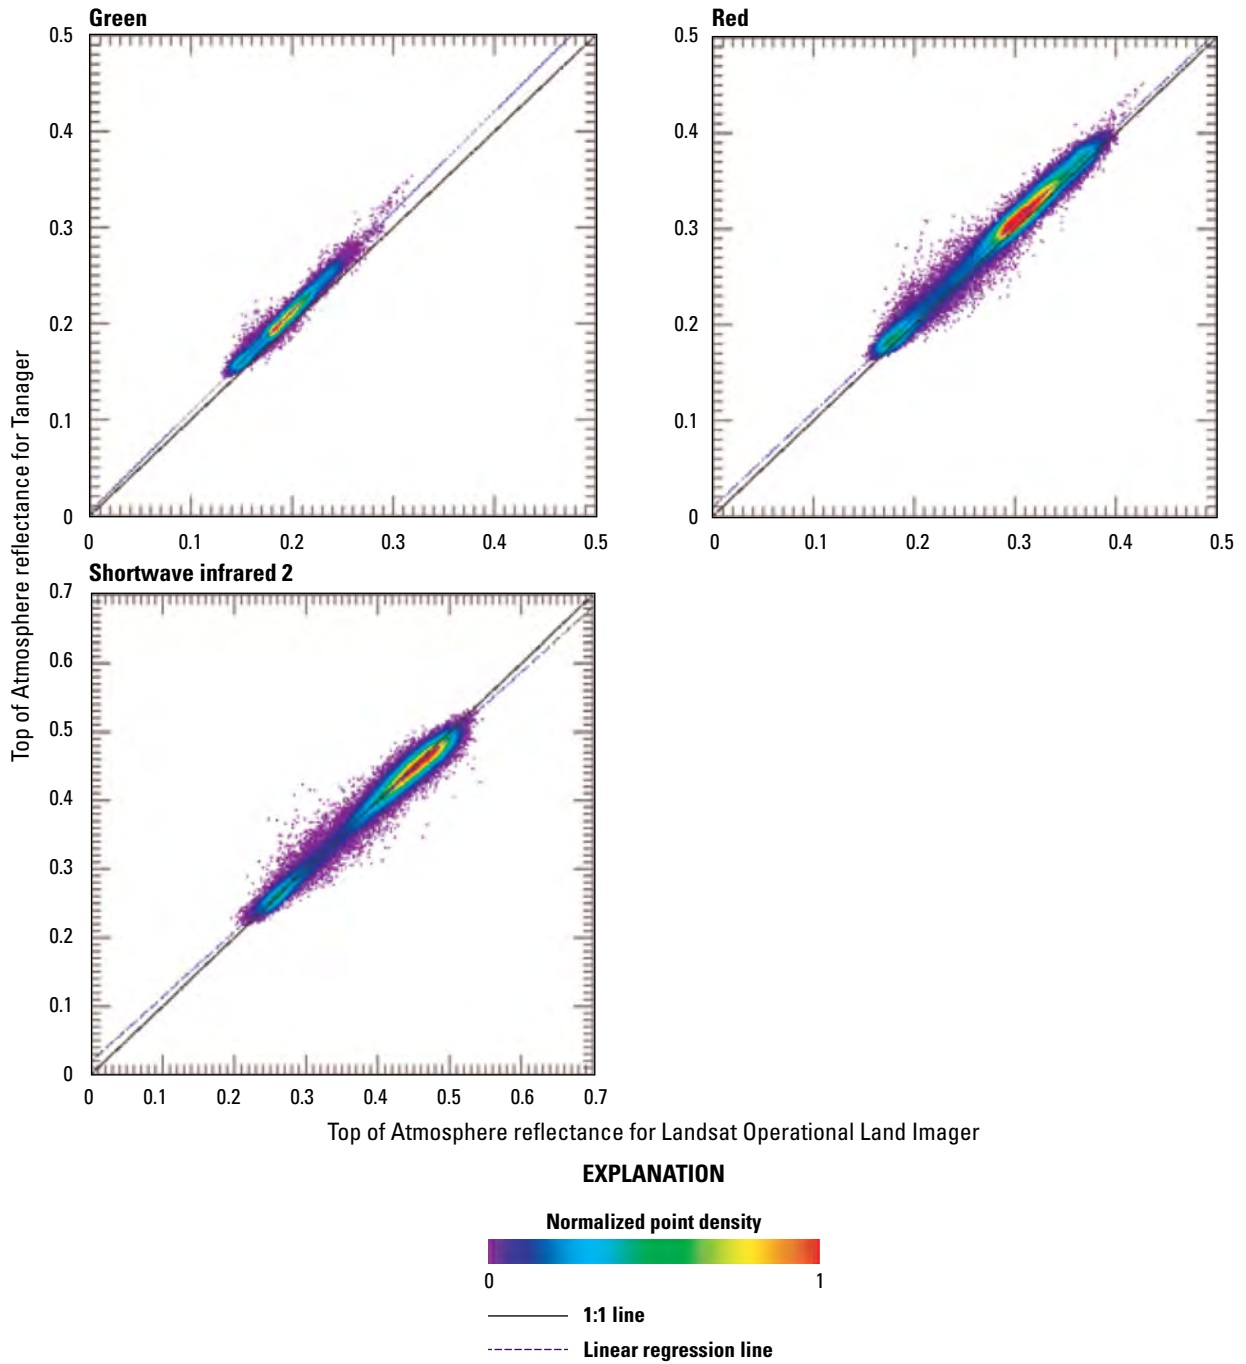 Green
0.5
0.4
0.3
0.2
0.1
0
0 0.1 0.2 0.3 0.4 0.5
Red
0.5
0.4
0.3
0.2
0.1
0
0 0.1 0.2 0.3 0.4 0.5
Top of Atmosphere reflectance for Tanager
Shortwave infrared 2
0.7
0.6
0.5
0.4
0.3
0.2
0.1
0
0 0.1 0.2 0.3 0.4 0.5 0.6 0.7
Top of Atmosphere reflectance for Landsat Operational Land Imager
EXPLANATION
Normalized point density
0 1
1:1 line
Linear regression line